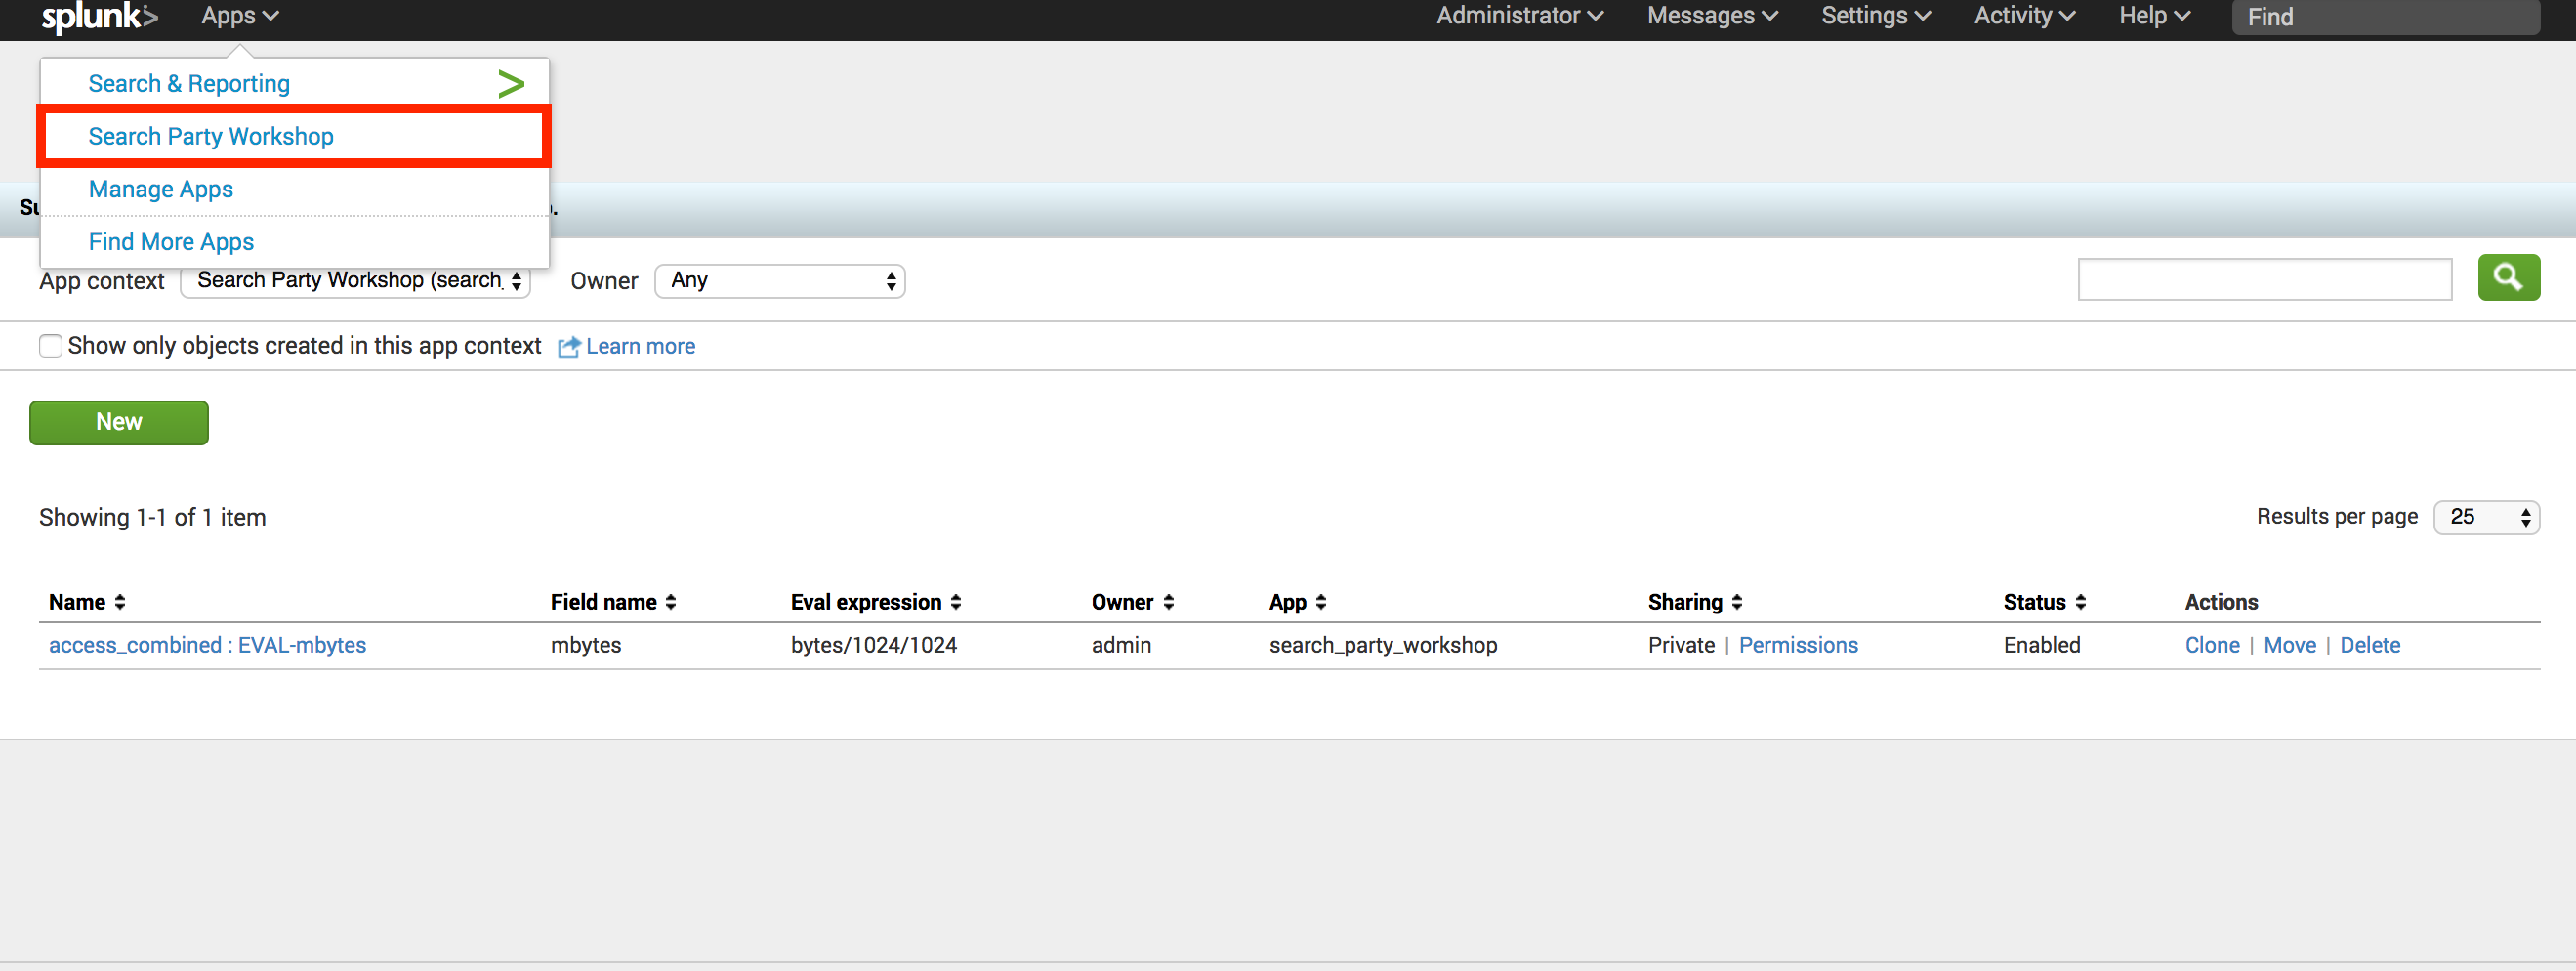 splunk> Apps Administrator Messages Settings Activity Help Find
Search & Reporting >
Search Party Workshop
Manage Apps
Su .
Find More Apps
App context Search Party Workshop (search_ Owner Any
Show only objects created in this app context Learn more
New
Showing 1-1 of 1 item Results per page 25
Name Field name Eval expression Owner App Sharing Status Actions
access_combined : EVAL-mbytes mbytes bytes/1024/1024 admin search_party_workshop Private | Permissions Enabled Clone | Move | Delete